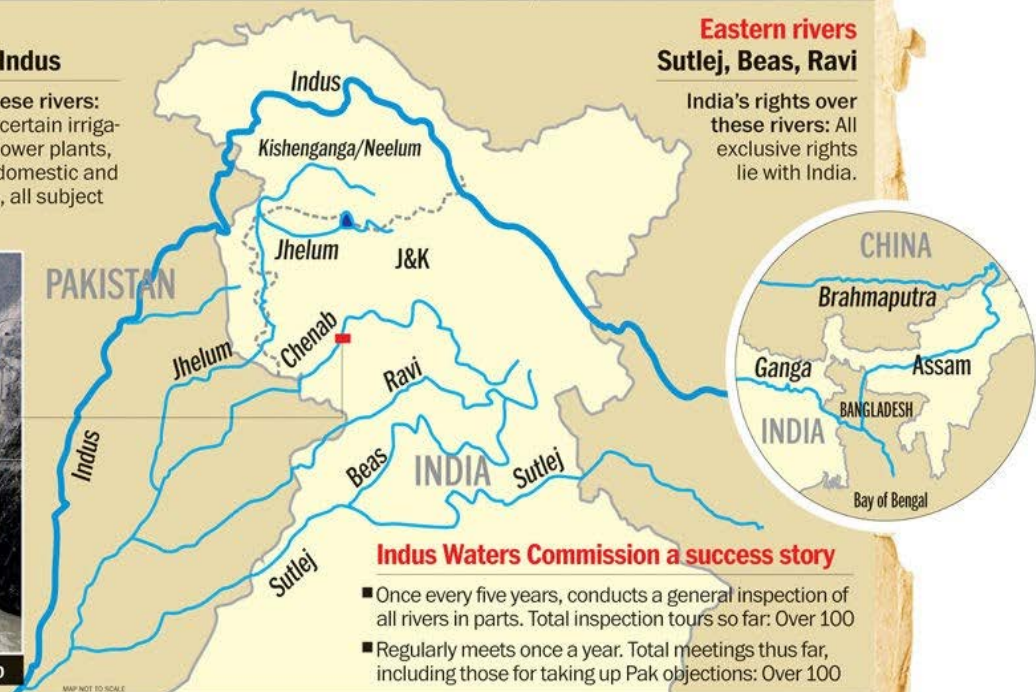 Indus
ese rivers:
certain irriga-
ower plants,
domestic and
, all subject
Eastern rivers
Sutlej, Beas, Ravi
India's rights over
these rivers: All
exclusive rights
lie with India.
Indus
Kishenganga/Neelum
Jhelum
J&K
PAKISTAN
Jhelum
Chenab
Ravi
Indus
Beas
INDIA
Sutlej
Sutlej
CHINA
Brahmaputra
Ganga
Assam
BANGLADESH
INDIA
Bay of Bengal
Indus Waters Commission a success story
■ Once every five years, conducts a general inspection of
all rivers in parts. Total inspection tours so far: Over 100
■ Regularly meets once a year. Total meetings thus far,
including those for taking up Pak objections: Over 100
MAP NOT TO SCALE